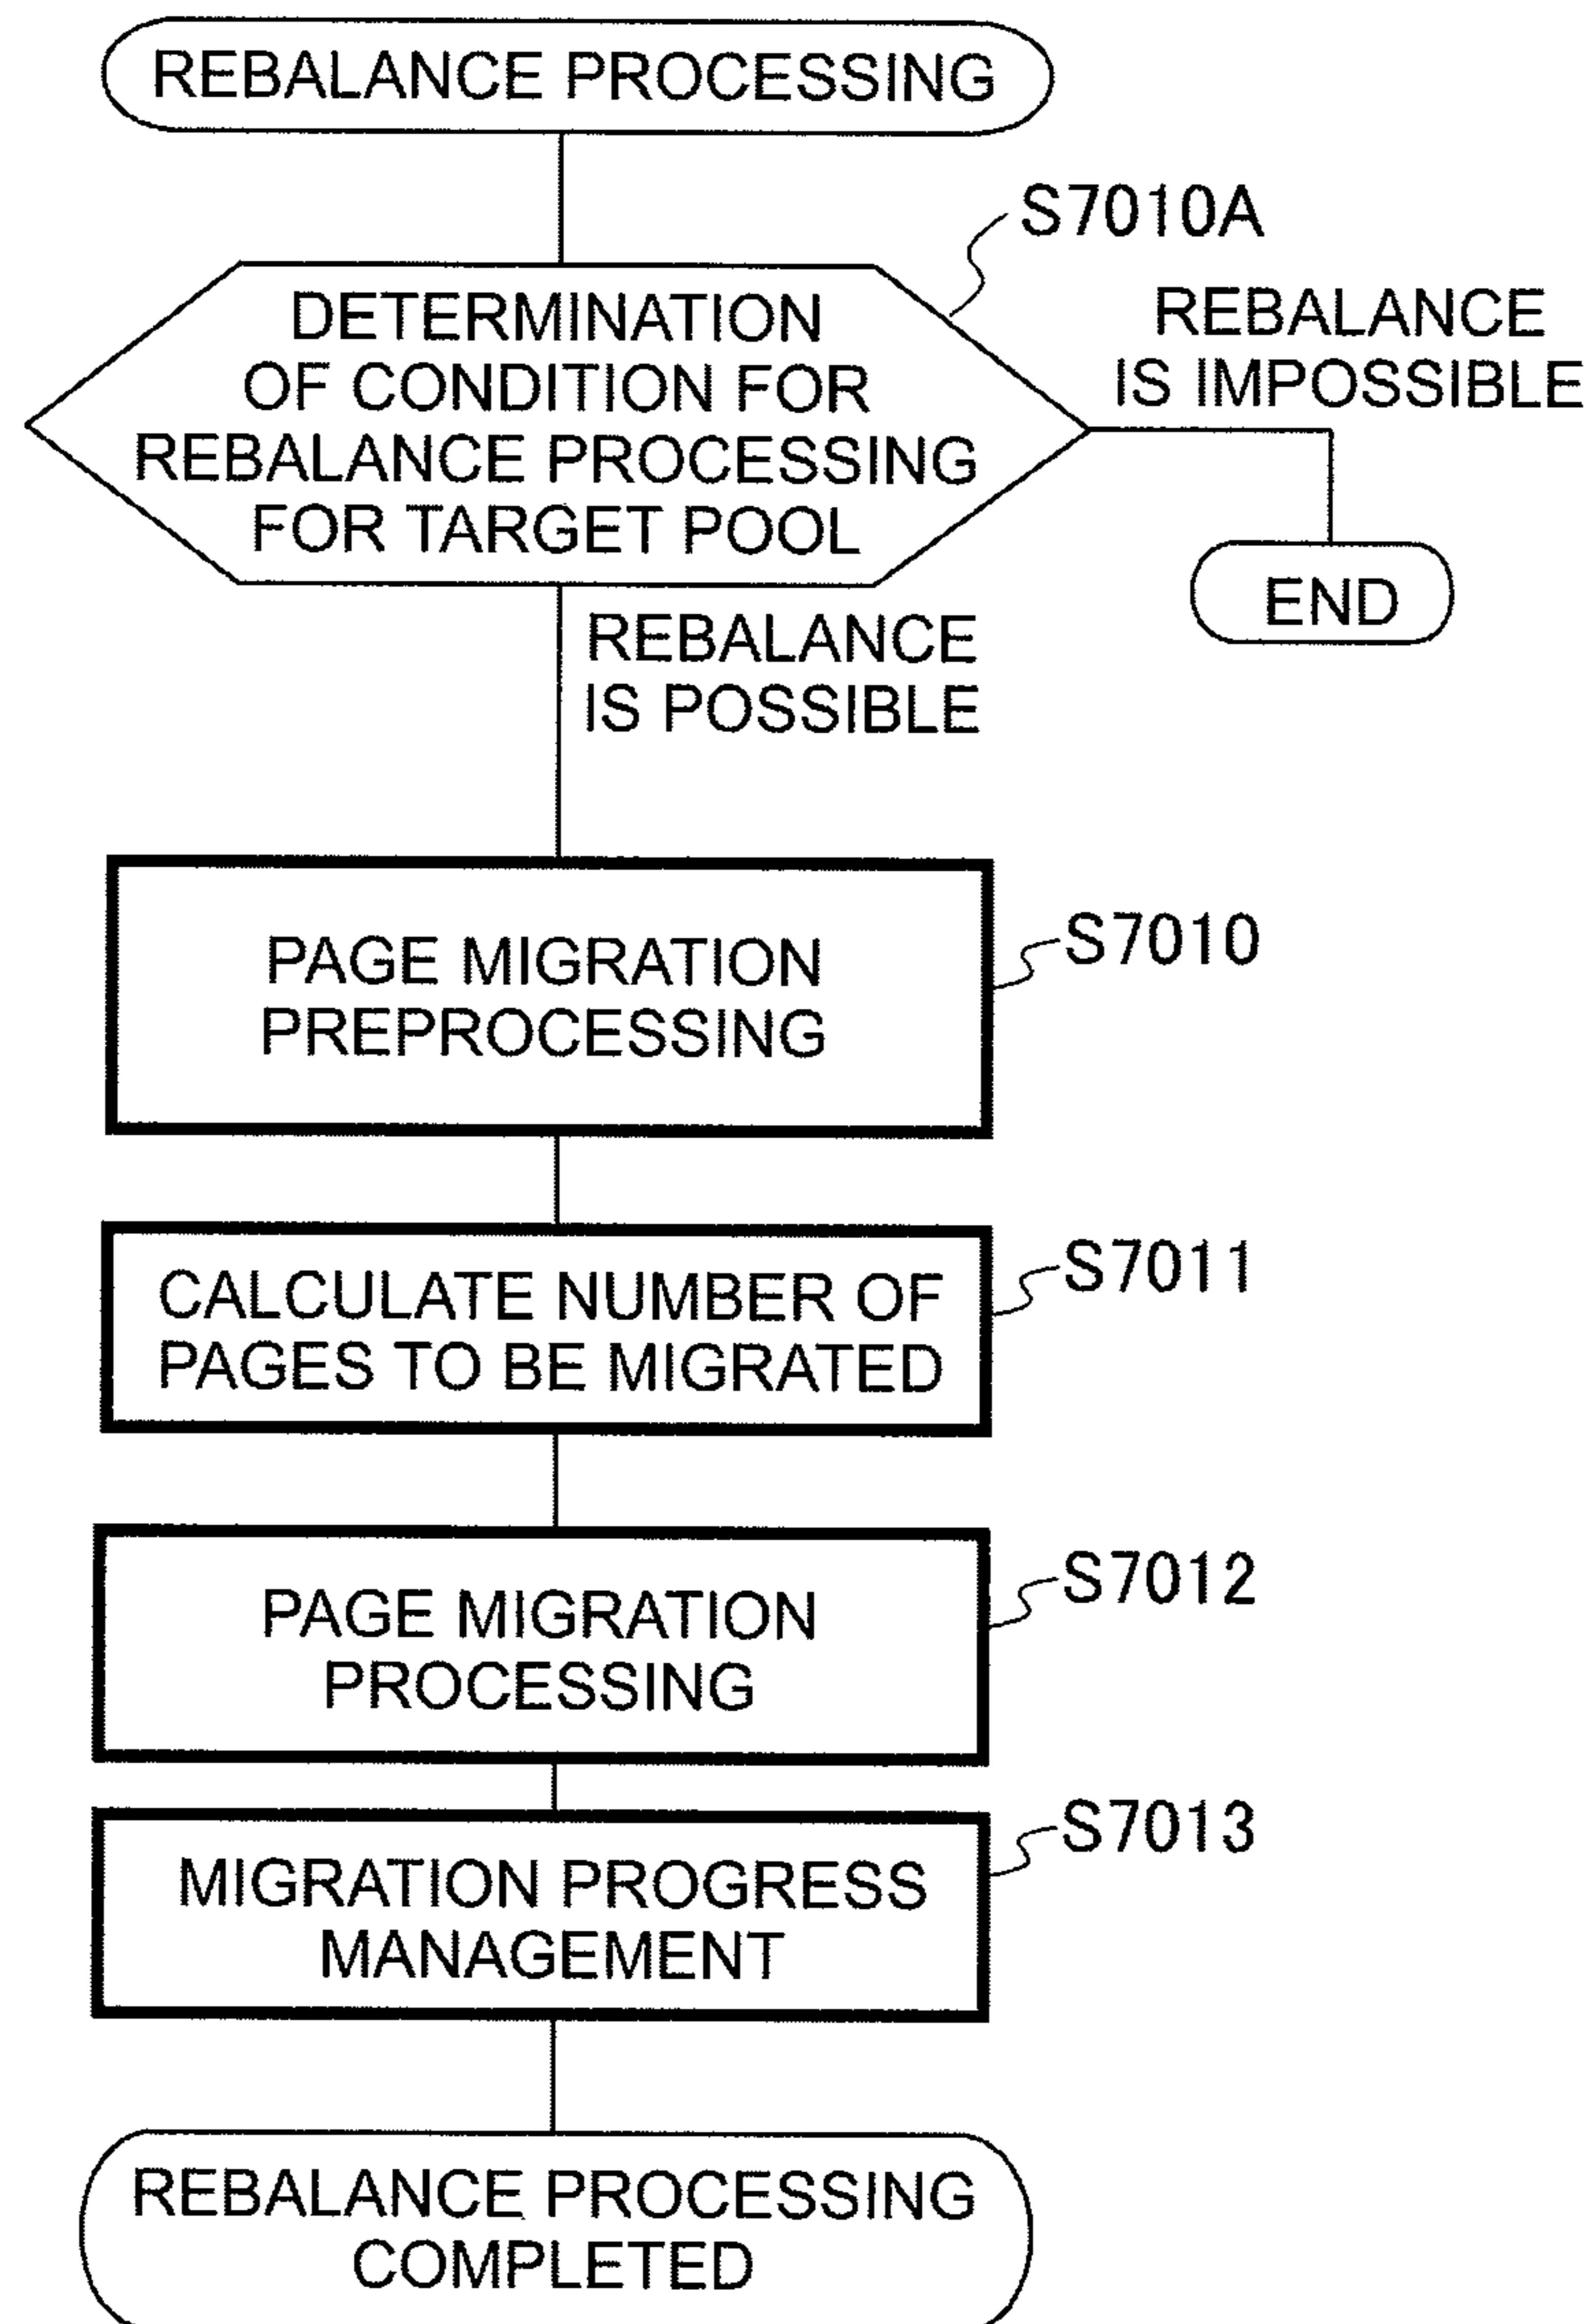 REBALANCE PROCESSING
S7010A
DETERMINATION
OF CONDITION FOR
REBALANCE PROCESSING
FOR TARGET POOL
REBALANCE
IS IMPOSSIBLE
END
REBALANCE
IS POSSIBLE
PAGE MIGRATION
PREPROCESSING
S7010
CALCULATE NUMBER OF
PAGES TO BE MIGRATED
S7011
PAGE MIGRATION
PROCESSING
S7012
MIGRATION PROGRESS
MANAGEMENT
S7013
REBALANCE PROCESSING
COMPLETED